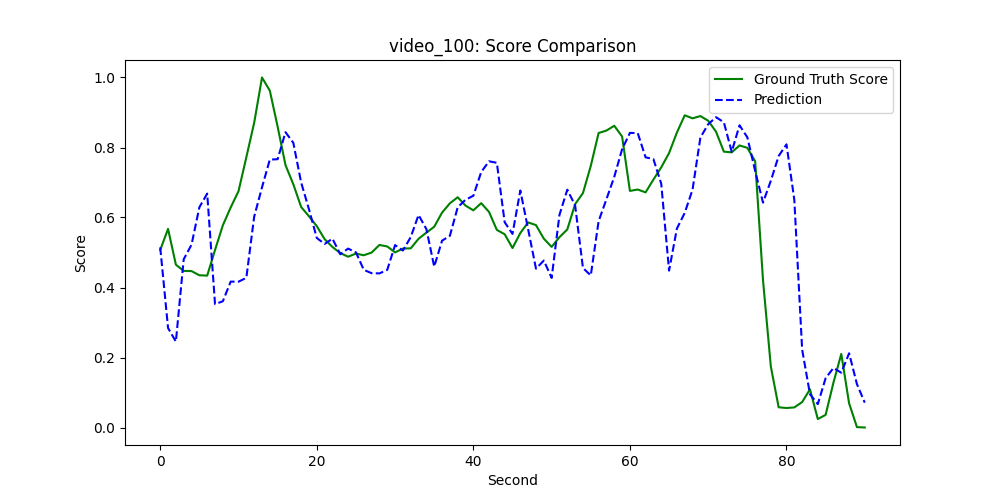 video_100: Score Comparison
Ground Truth Score
Prediction
1.0
0.8
0.6
0.4
0.2
0.0
Score
0 20 40 60 80
Second